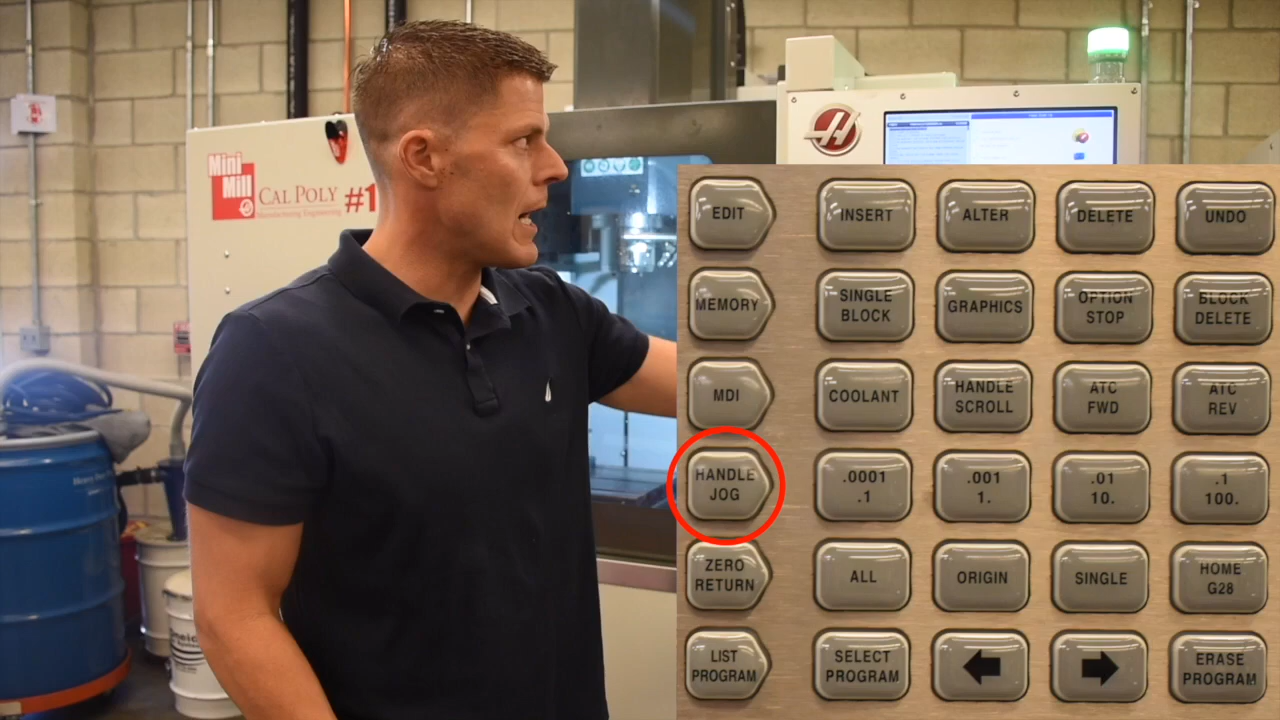 Mini
Mill
CAL POLY
Manufacturing Engineering
#1
EDIT
INSERT
ALTER
DELETE
UNDO
MEMORY
SINGLE
BLOCK
GRAPHICS
OPTION
STOP
BLOCK
DELETE
MDI
COOLANT
HANDLE
SCROLL
ATC
FWD
ATC
REV
HANDLE
JOG
.0001
.1
.001
1.
.01
10.
.1
100.
ZERO
RETURN
ALL
ORIGIN
SINGLE
HOME
G28
LIST
PROGRAM
SELECT
PROGRAM
ERASE
PROGRAM